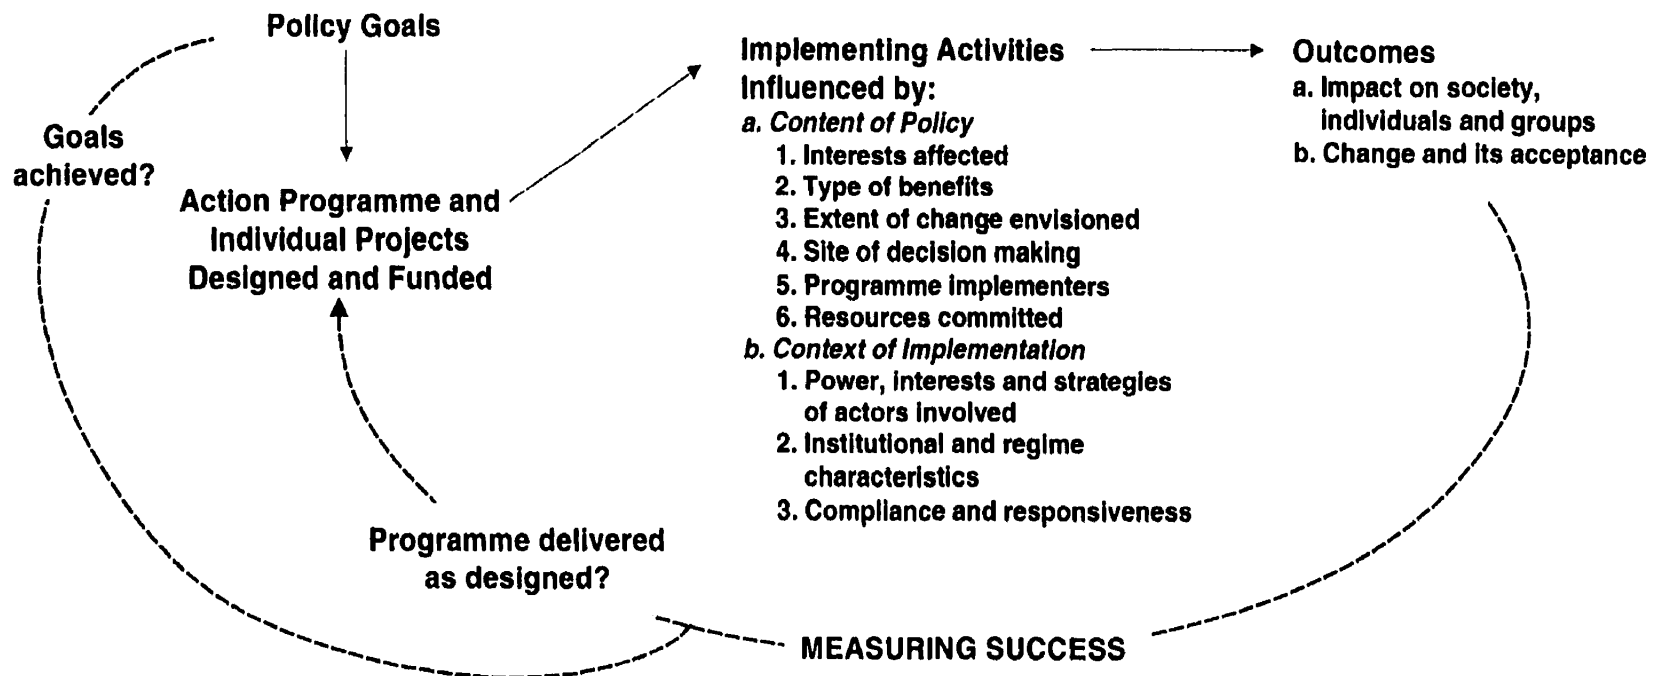 Policy Goals
Goals
achieved?
Action Programme and
Individual Projects
Designed and Funded
Programme delivered
as designed?
Implementing Activities
Influenced by:
a. Content of Policy
1. Interests affected
2. Type of benefits
3. Extent of change envisioned
4. Site of decision making
5. Programme implementers
6. Resources committed
b. Context of Implementation
1. Power, interests and strategies
of actors involved
2. Institutional and regime
characteristics
3. Compliance and responsiveness
Outcomes
a. Impact on society,
individuals and groups
b. Change and its acceptance
MEASURING SUCCESS